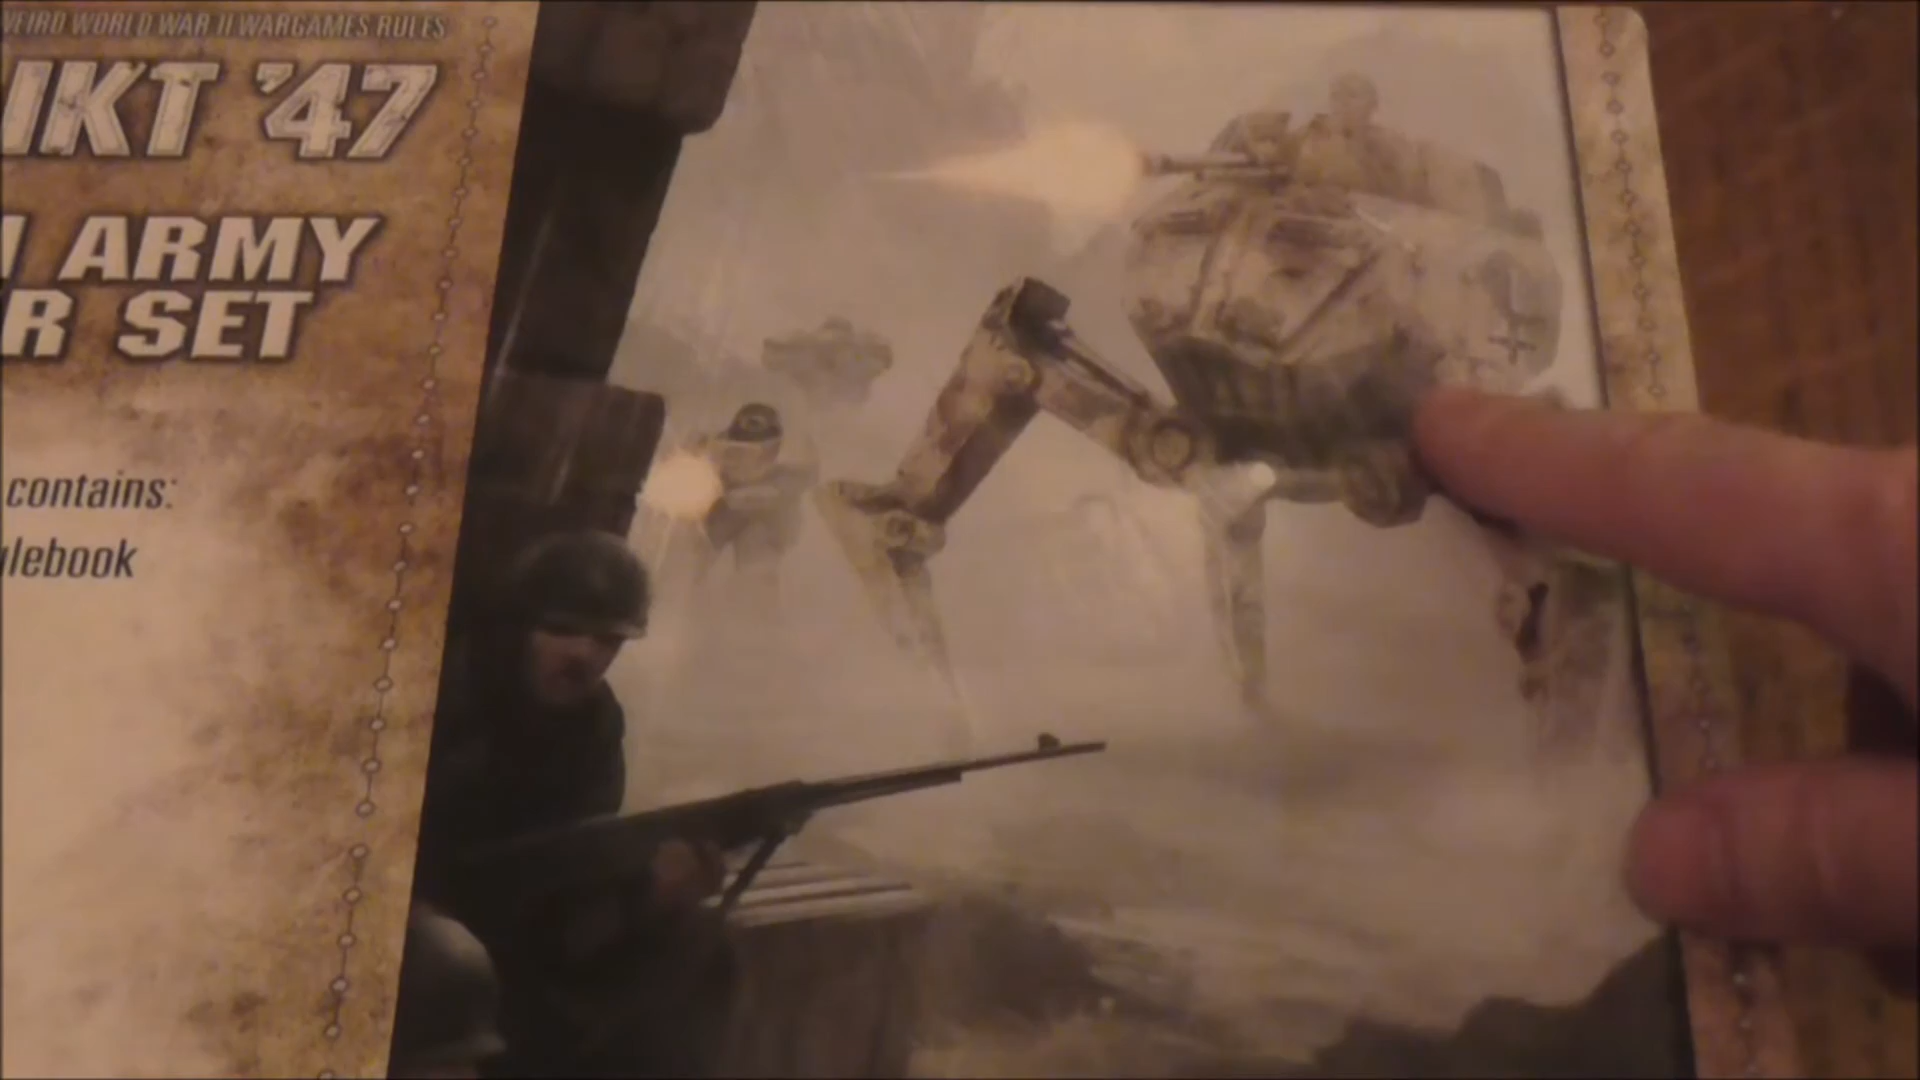 WEIRD WORLD WAR II WARGAMES RULES
IKT '47
ARMY
R SET
contains:
lebook